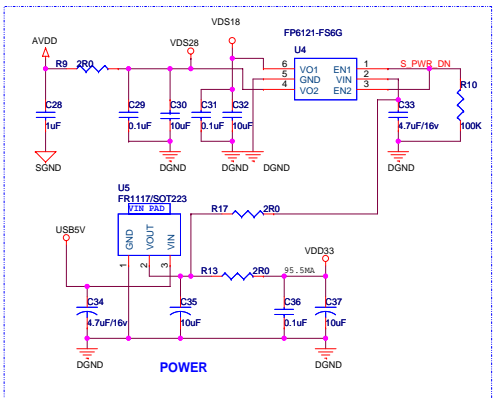 VDS18
FP6121-FS6G
AVDD
VDS28
U4
R9 2R0
6 VO1 EN1 1 S_PWR_DN
5 GND VIN 2
4 VO2 EN2 3
R10
C28
1uF
C29
0.1uF
C30
10uF
C31
0.1uF
C32
10uF
C33
4.7uF/16v
100K
SGND
DGND
DGND
DGND
DGND
U5
FR1117/SOT223
VIN PAD
R17 2R0
USB5V
GND
VOUT
VIN
VDD33
1
2
3
R13 2R0
95.5MA
C34
4.7uF/16v
C35
10uF
C36
0.1uF
C37
10uF
DGND
DGND
POWER